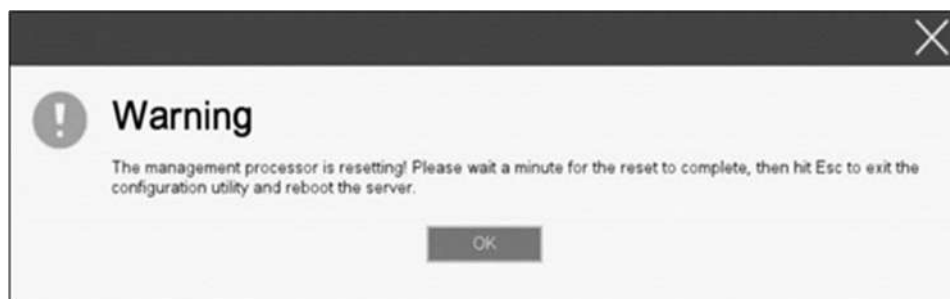 Warning
The management processor is resetting! Please wait a minute for the reset to complete, then hit Esc to exit the
configuration utility and reboot the server.
OK